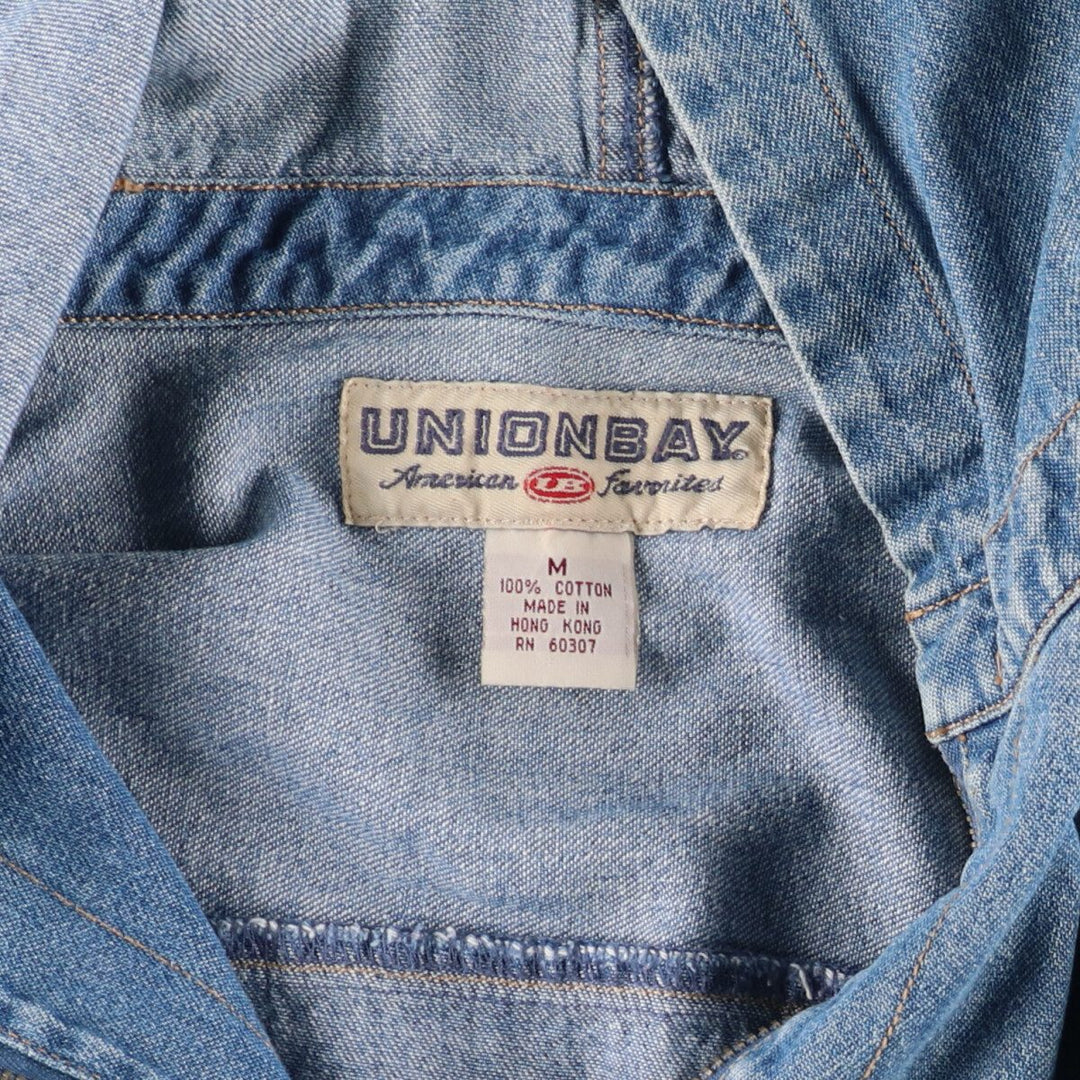 UNIONBAY
American UB favorites
M
100% COTTON
MADE IN
HONG KONG
RN 60307